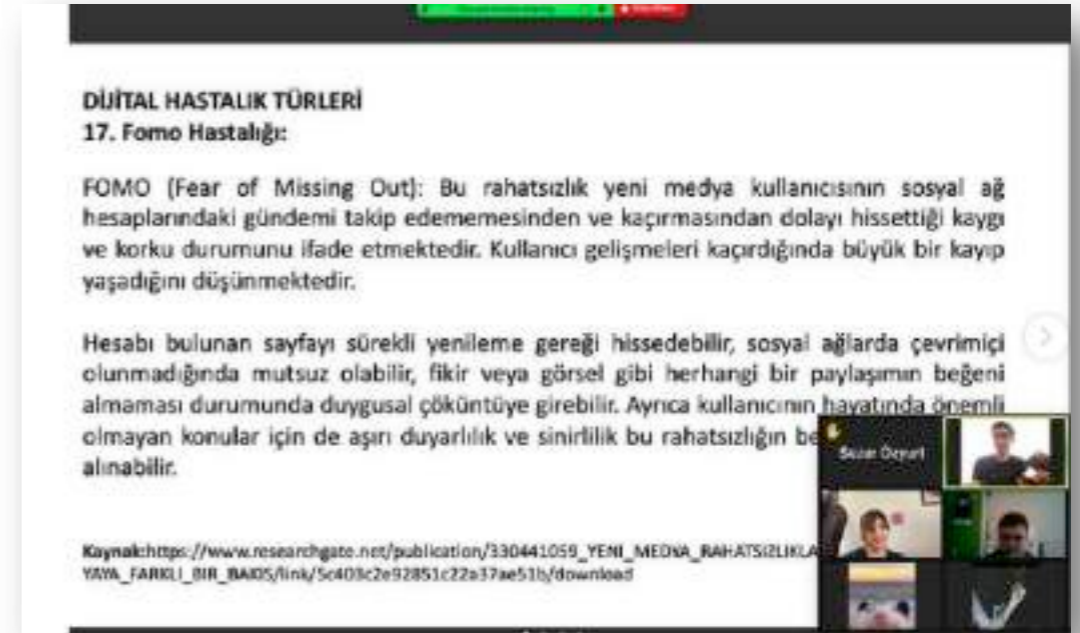 DİJİTAL HASTALIK TÜRLERİ
17. Fomo Hastalığı:
FOMO (Fear of Missing Out): Bu rahatsızlık yeni medya kullanıcısının sosyal ağ
hesaplarındaki gündemi takip edememesinden ve kaçırmasından dolayı hissettiği kaygı
ve korku durumunu ifade etmektedir. Kullanıcı gelişmeleri kaçırdığında büyük bir kayıp
yaşadığını düşünmektedir.
Hesabı bulunan sayfayı sürekli yenileme gereği hissedebilir, sosyal ağlarda çevrimiçi
olunmadığında mutsuz olabilir, fikir veya görsel gibi herhangi bir paylaşımın beğeni
almaması durumunda duygusal çöküntüye girebilir. Ayrıca kullanıcının hayatında önemli
olmayan konular için de aşırı duyarlılık ve sinirlilik bu rahatsızlığın be
alınabilir.
Suzan Özyurt
Kaynak:https://www.researchgate.net/publication/330441059_YENI_MEDYA_RAHATSIZLIKLA
YAYA_FARKLI_BIR_BAKIS/link/5c403c2e92851c22a37ae51b/download